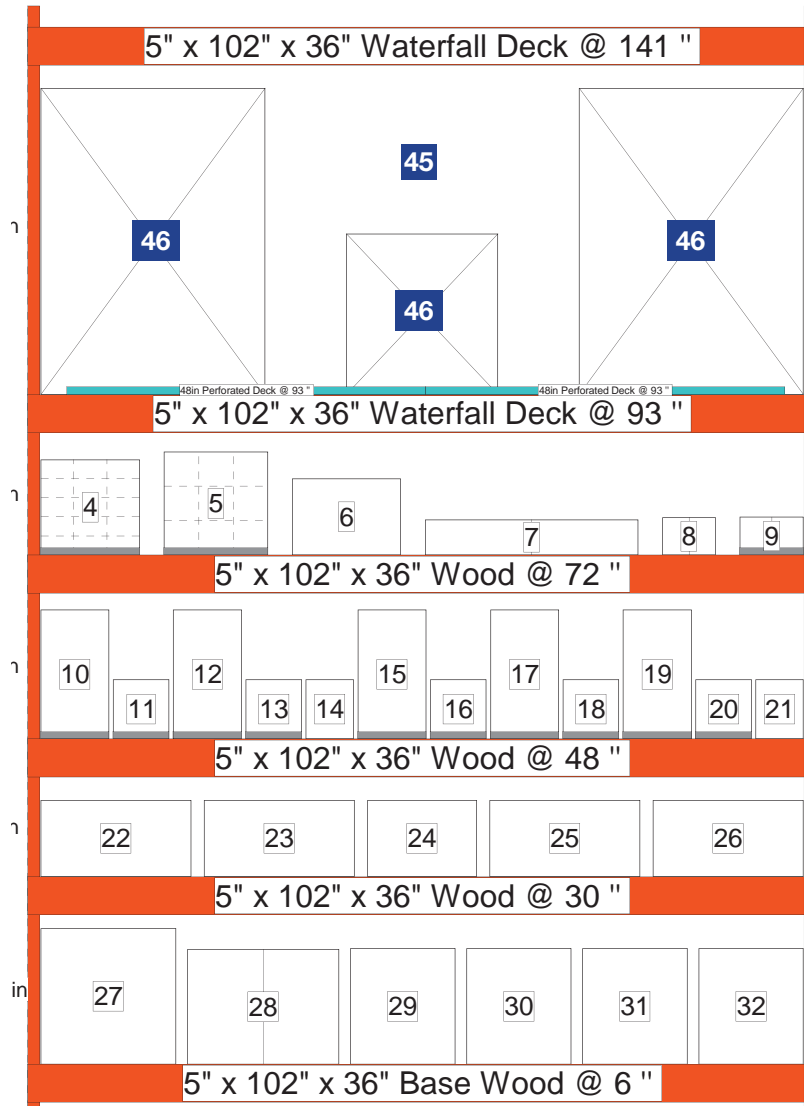 5" x 102" x 36" Waterfall Deck @ 141 "
45
46 46
46
48in Perforated Deck @ 93 " 48in Perforated Deck @ 93 "
5" x 102" x 36" Waterfall Deck @ 93 "
4 5 6 7 8 9
5" x 102" x 36" Wood @ 72 "
10 11 12 13 14 15 16 17 18 19 20 21
5" x 102" x 36" Wood @ 48 "
22 23 24 25 26
5" x 102" x 36" Wood @ 30 "
in 27 28 29 30 31 32
5" x 102" x 36" Base Wood @ 6 "